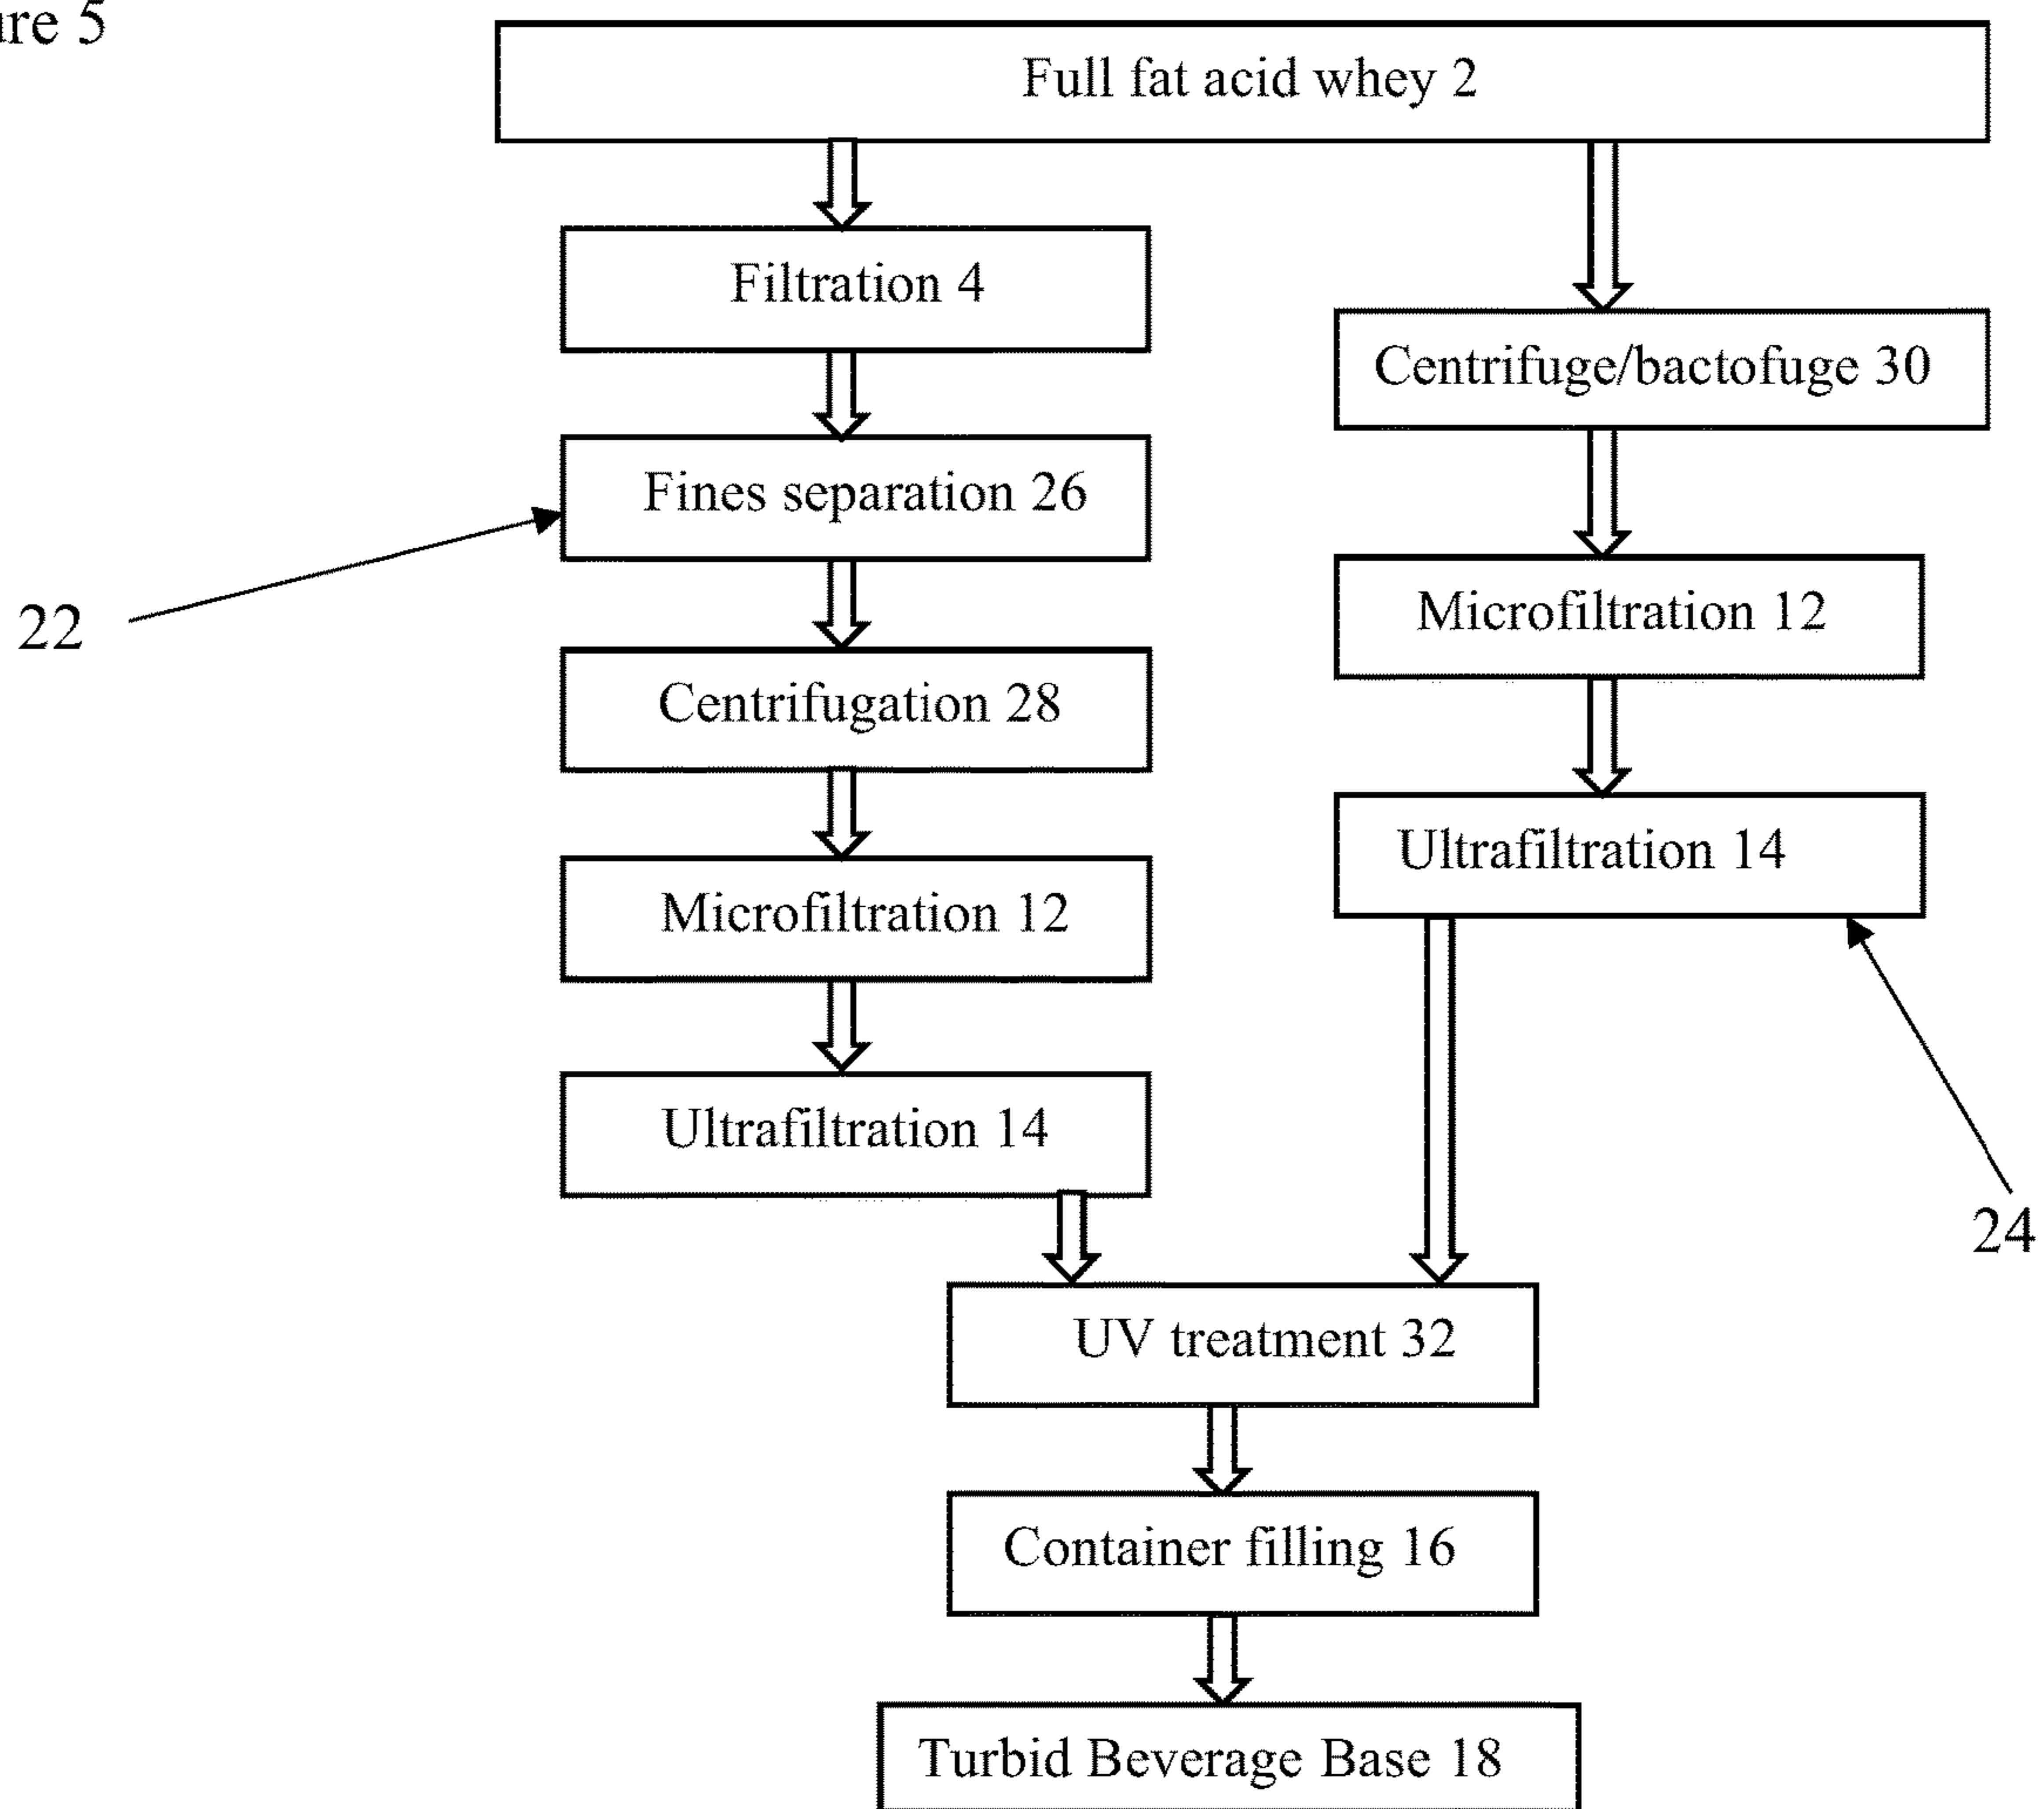 ure 5
Full fat acid whey 2
Filtration 4
Centrifuge/bactofuge 30
Fines separation 26
22
Microfiltration 12
Centrifugation 28
Ultrafiltration 14
Microfiltration 12
Ultrafiltration 14
24
UV treatment 32
Container filling 16
Turbid Beverage Base 18